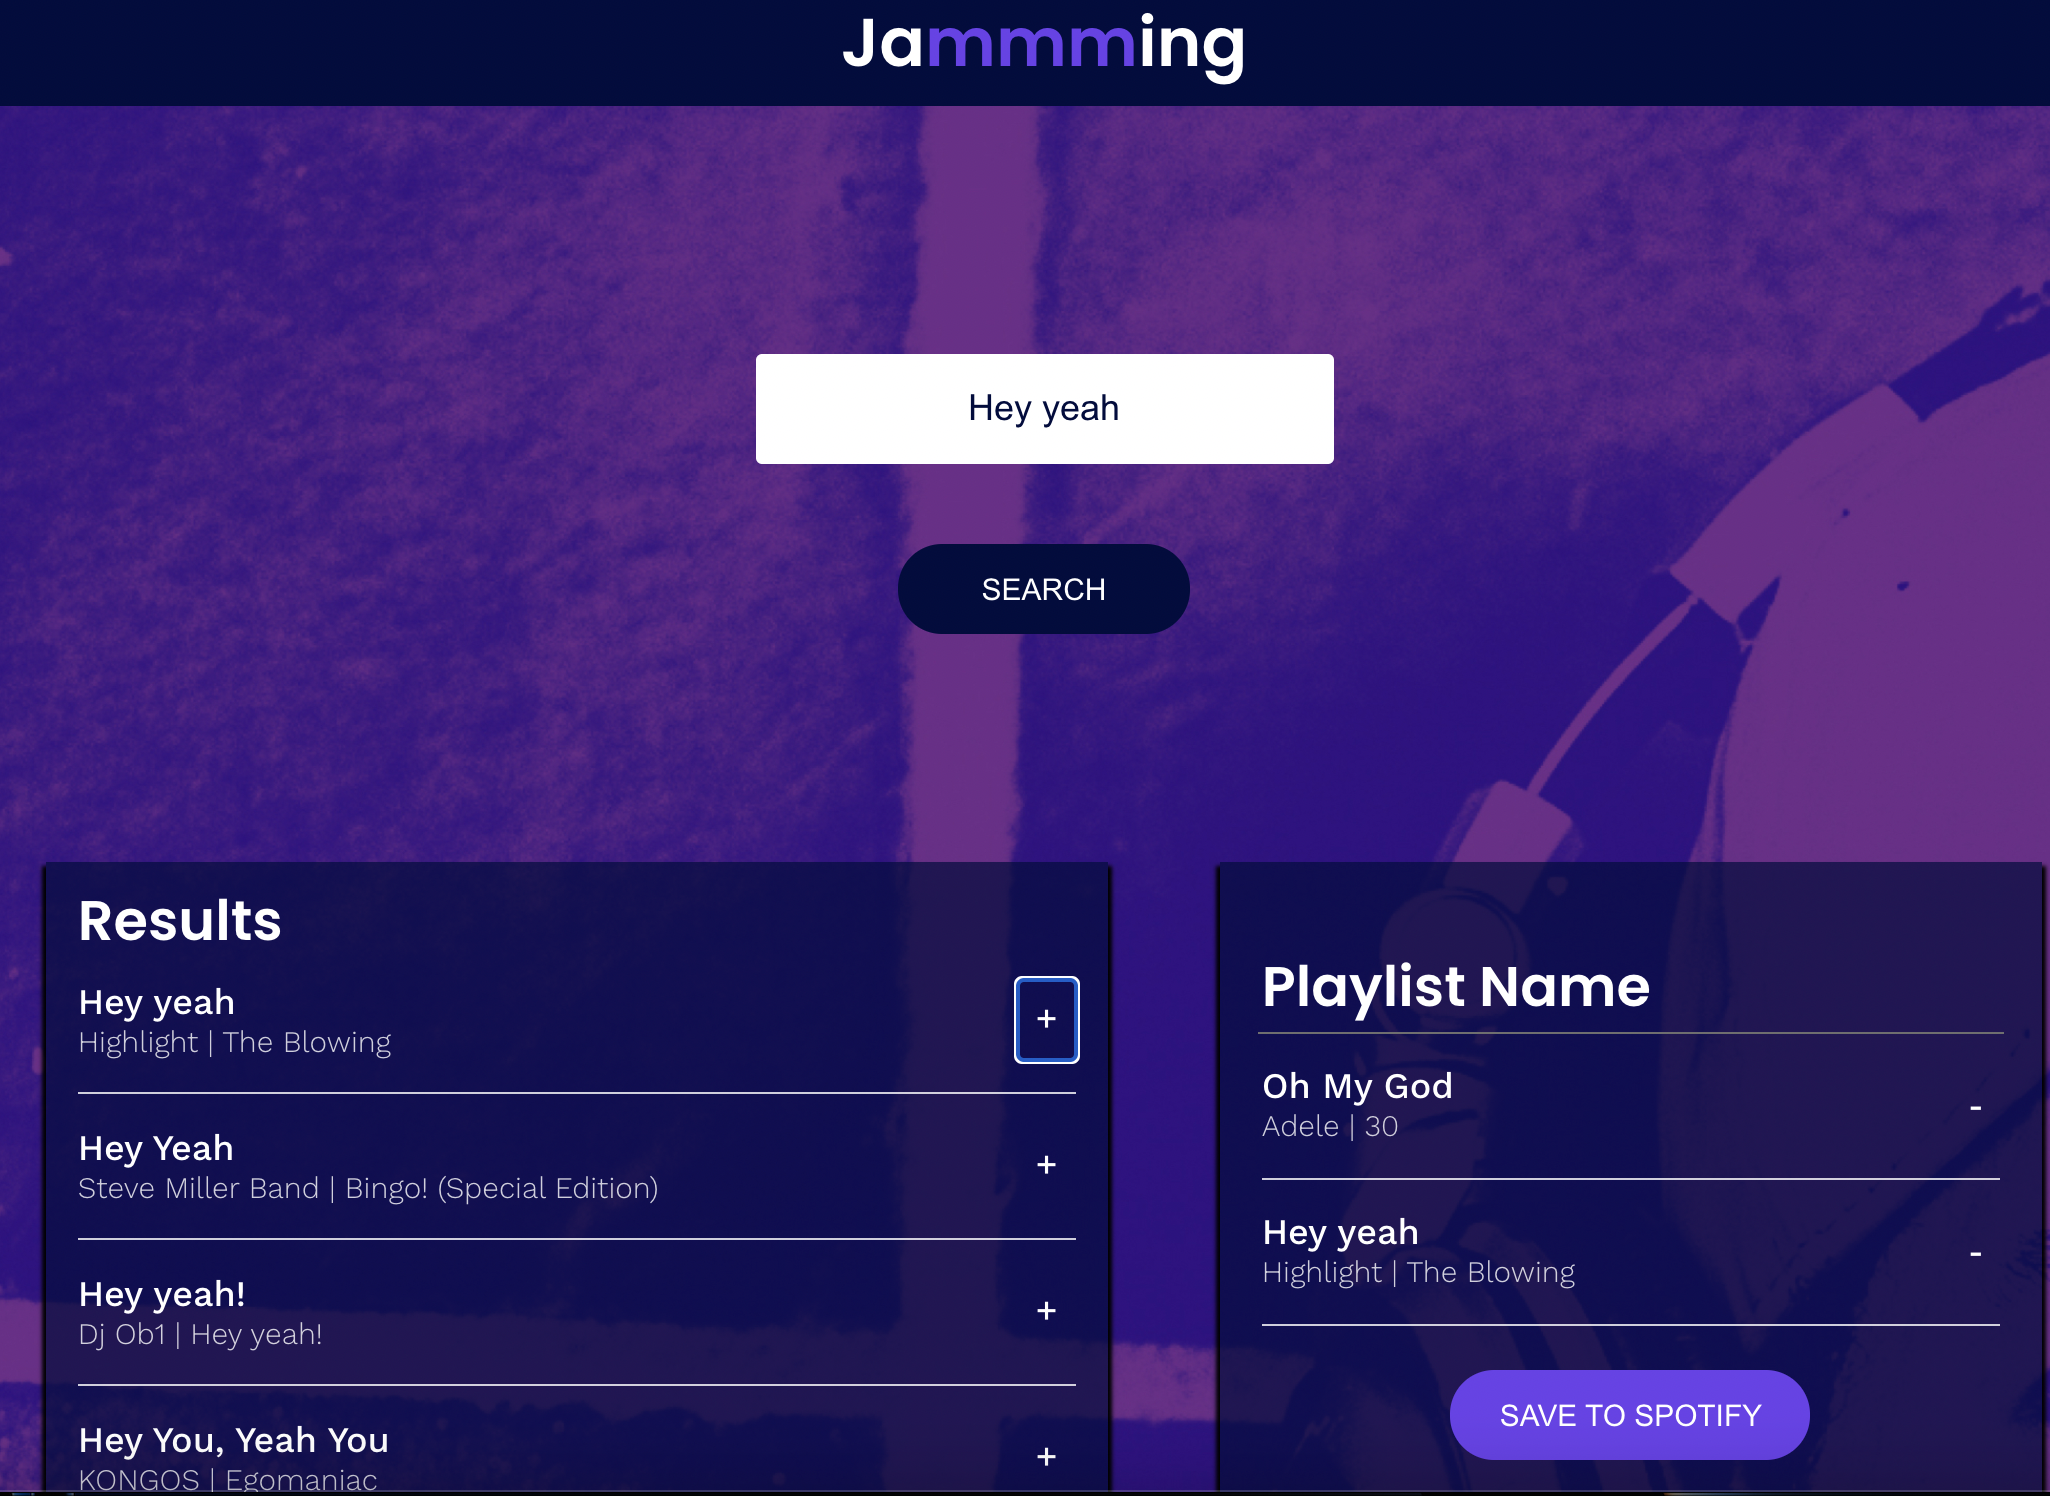 Jammming
Hey yeah
SEARCH
Results
Hey yeah
Highlight | The Blowing
+
Hey Yeah
Steve Miller Band | Bingo! (Special Edition)
+
Hey yeah!
Dj Ob1 | Hey yeah!
+
Hey You, Yeah You
KONGOS | Egomaniac
+
Playlist Name
Oh My God
Adele | 30
-
Hey yeah
Highlight | The Blowing
-
SAVE TO SPOTIFY